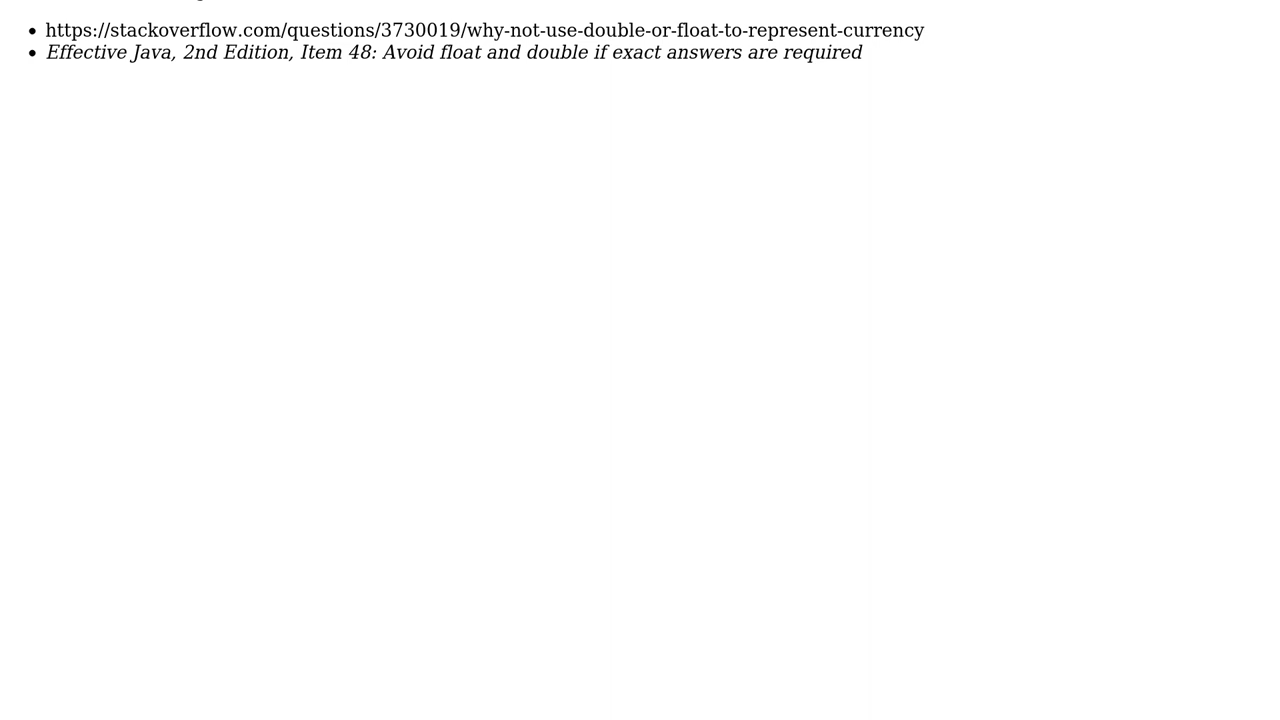 https://stackoverflow.com/questions/3730019/why-not-use-double-or-float-to-represent-currency
Effective Java, 2nd Edition, Item 48: Avoid float and double if exact answers are required